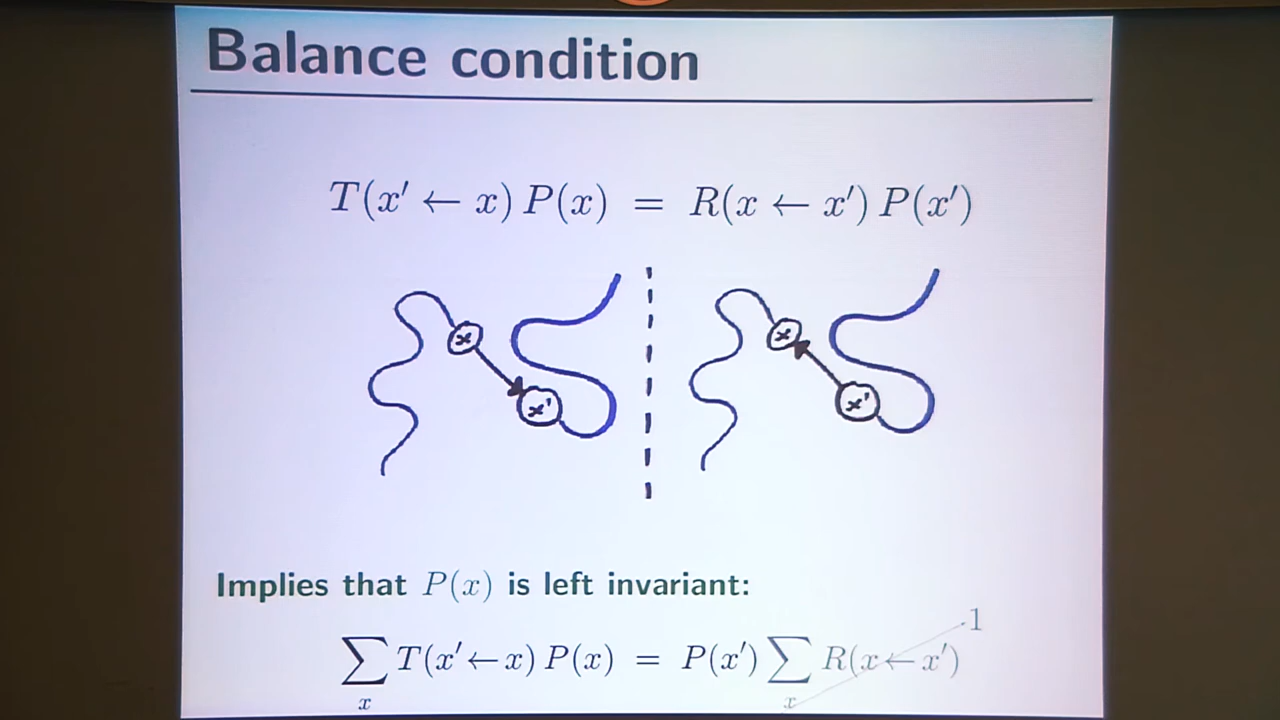 Balance condition
T(x′ ← x) P(x) = R(x ← x′) P(x′)
x x′ x x′
Implies that P(x) is left invariant:
∑ₓ T(x′←x) P(x) = P(x′) ∑ₓ R(x←x′) 1